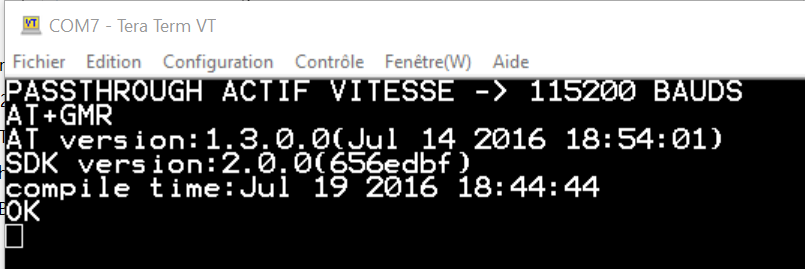 VT
COM7 - Tera Term VT
Fichier Edition Configuration Contrôle Fenêtre(W) Aide
PASSTHROUGH ACTIF VITESSE -> 115200 BAUDS
AT+GMR
AT version:1.3.0.0(Jul 14 2016 18:54:01)
SDK version:2.0.0(656edbf)
compile time:Jul 19 2016 18:44:44
OK